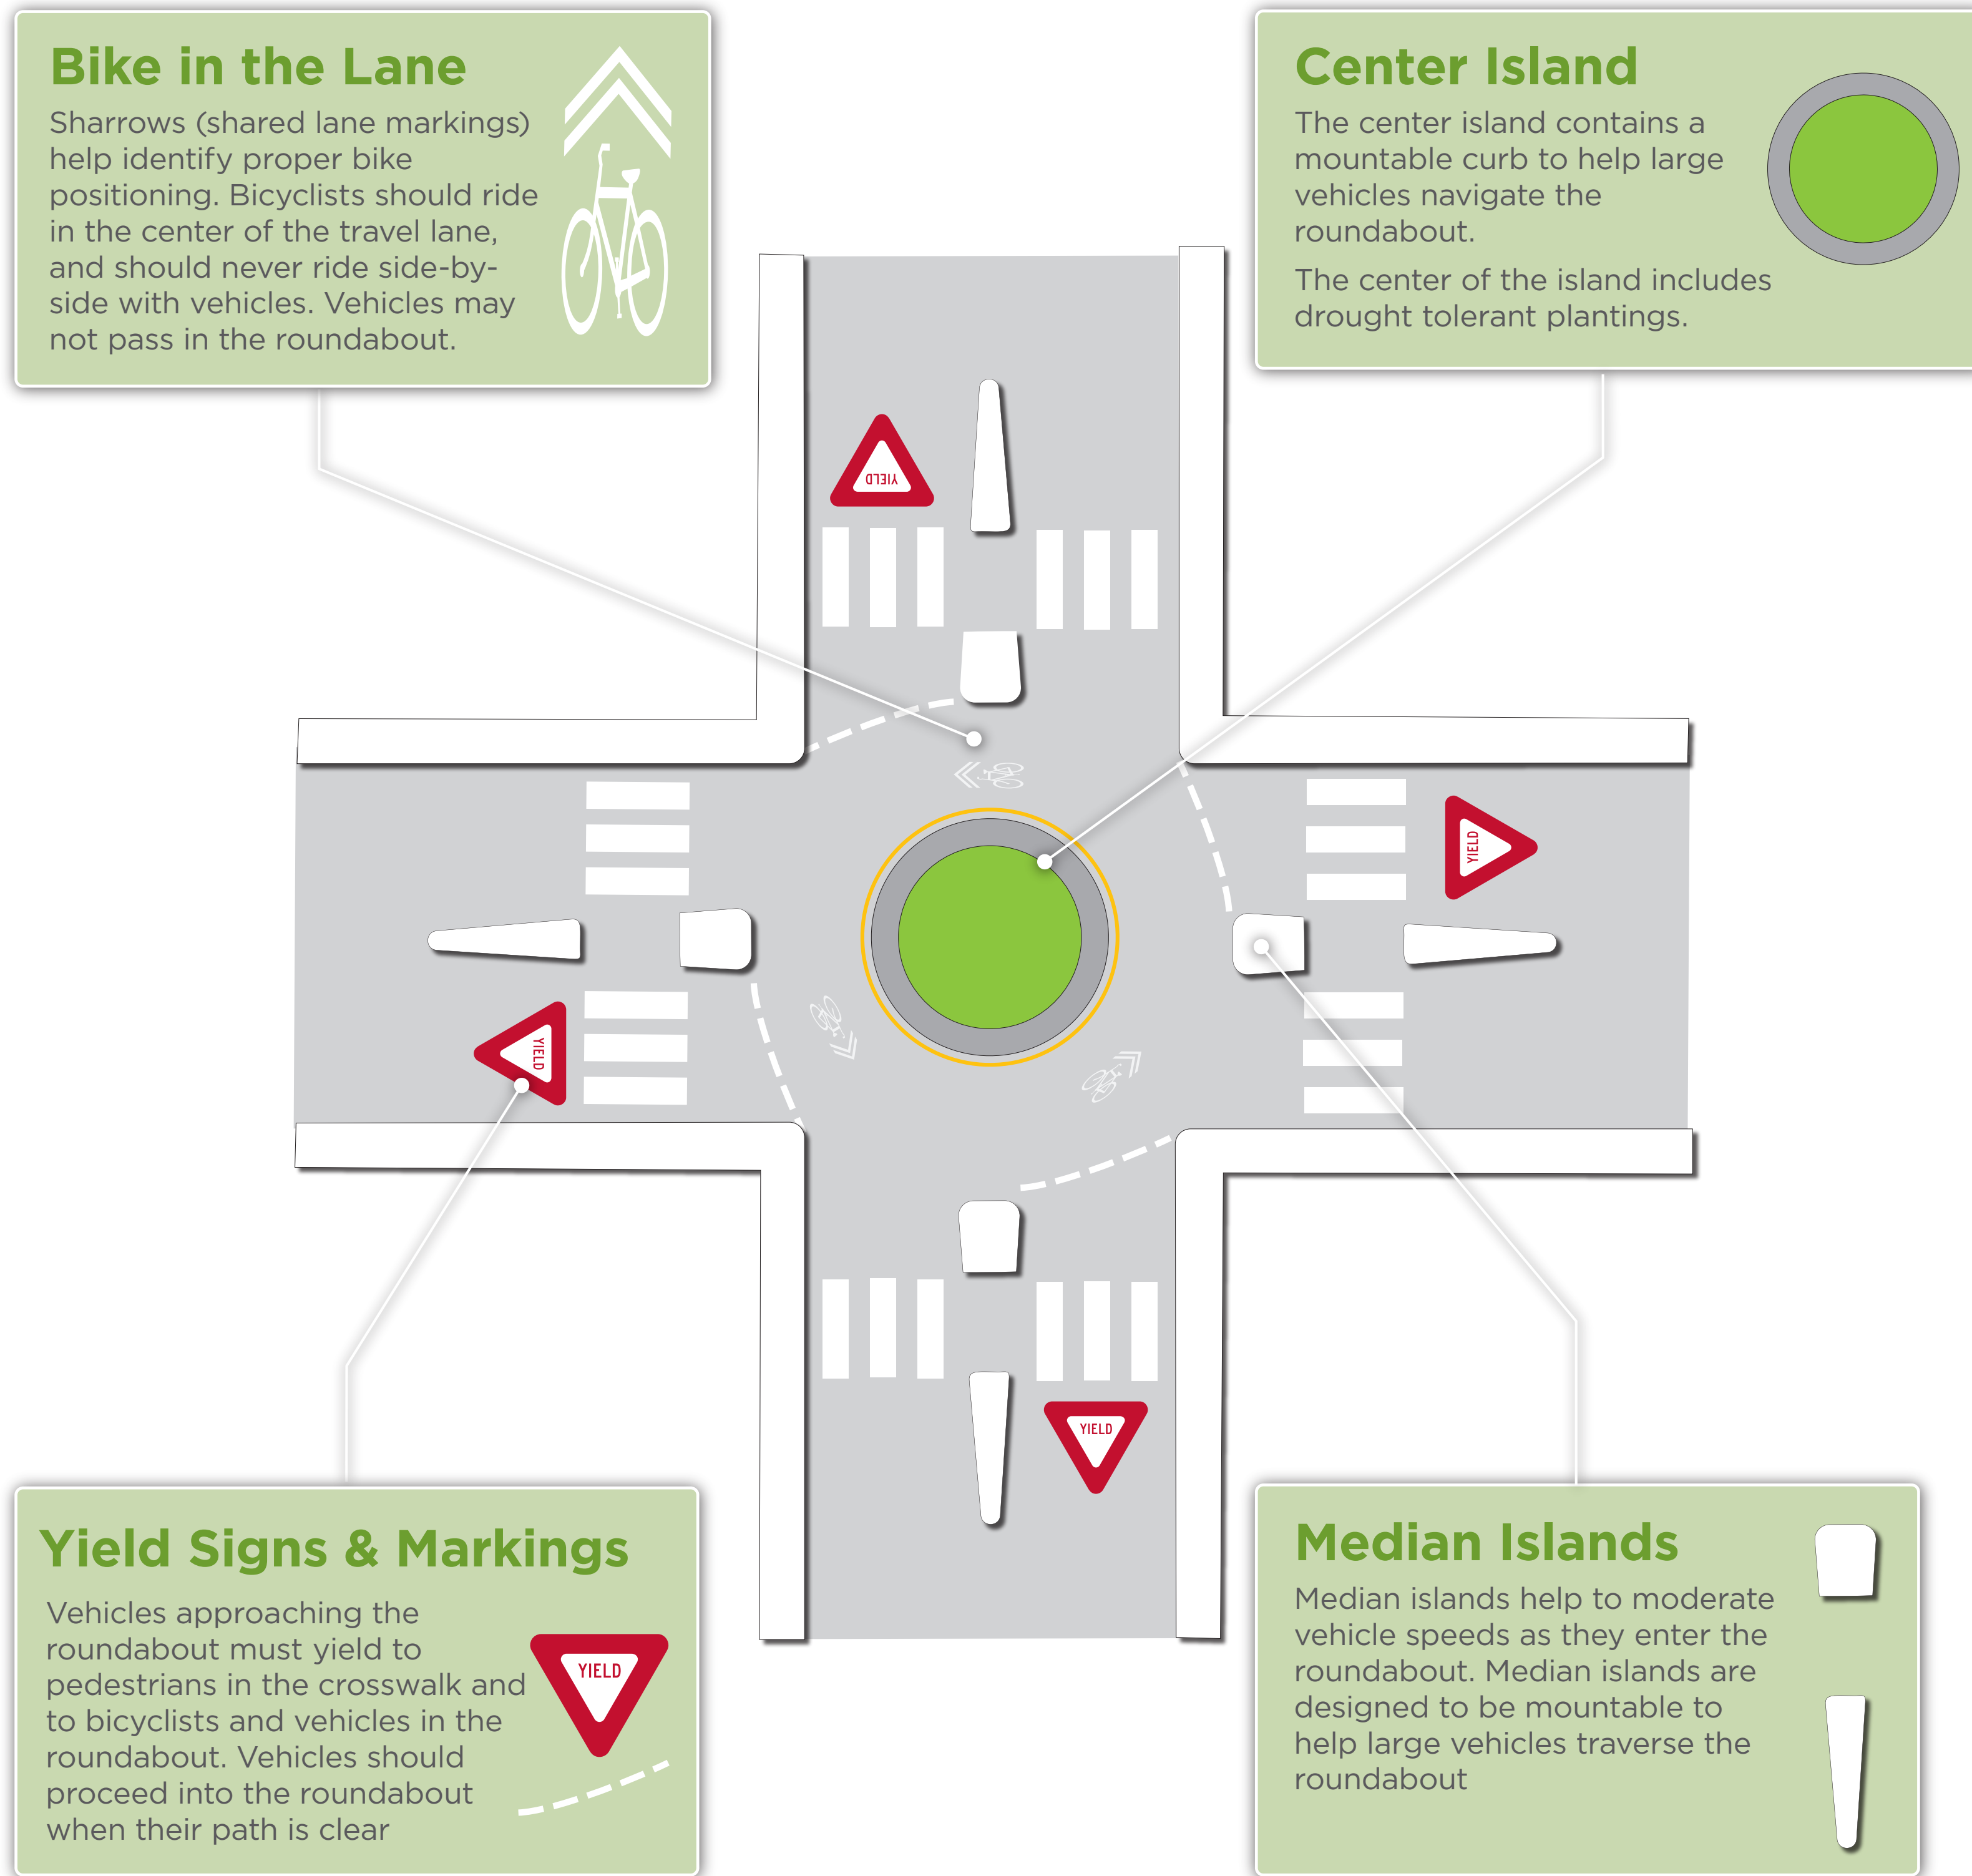 Bike in the Lane
Sharrows (shared lane markings)
help identify proper bike
positioning. Bicyclists should ride
in the center of the travel lane,
and should never ride side-by-
side with vehicles. Vehicles may
not pass in the roundabout.
Center Island
The center island contains a
mountable curb to help large
vehicles navigate the
roundabout.
The center of the island includes
drought tolerant plantings.
YIELD
YIELD
YIELD
YIELD
Yield Signs & Markings
Vehicles approaching the
roundabout must yield to
pedestrians in the crosswalk and
to bicyclists and vehicles in the
roundabout. Vehicles should
proceed into the roundabout
when their path is clear
YIELD
Median Islands
Median islands help to moderate
vehicle speeds as they enter the
roundabout. Median islands are
designed to be mountable to
help large vehicles traverse the
roundabout